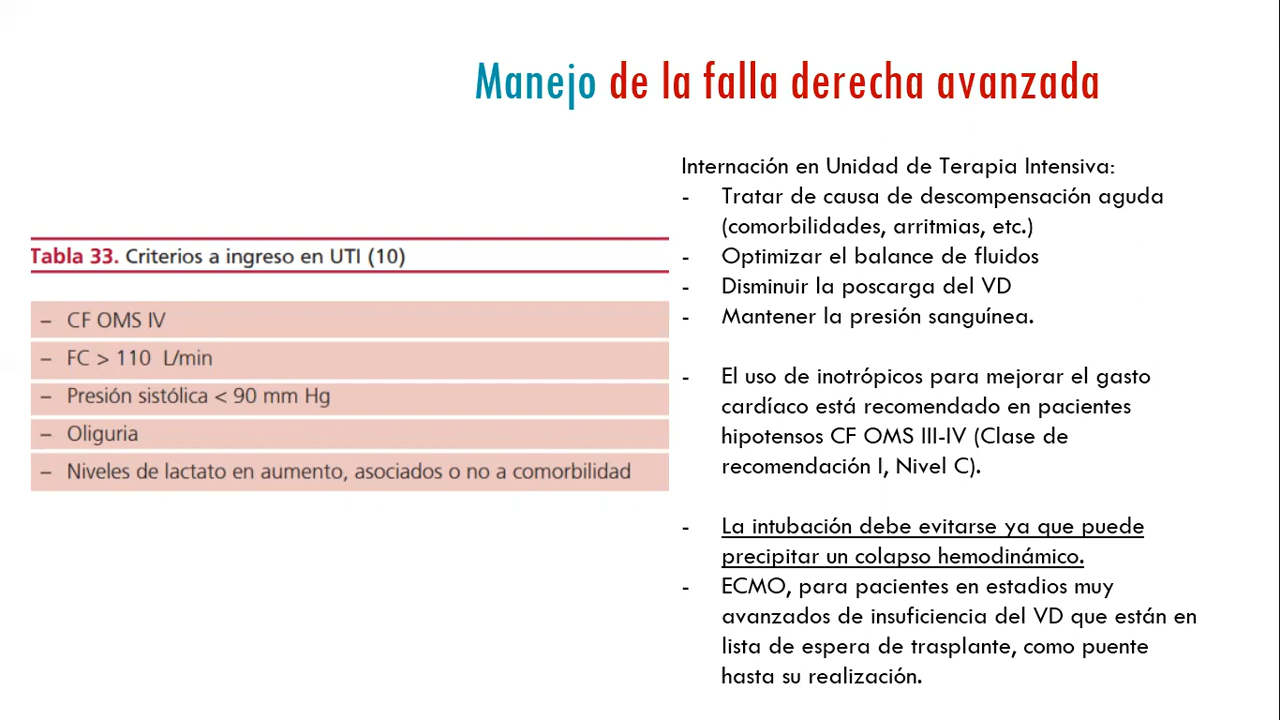 Manejo de la falla derecha avanzada
Tabla 33. Criterios a ingreso en UTI (10)
– CF OMS IV
– FC > 110 L/min
– Presión sistólica < 90 mm Hg
– Oliguria
– Niveles de lactato en aumento, asociados o no a comorbilidad
Internación en Unidad de Terapia Intensiva:
- Tratar de causa de descompensación aguda
(comorbilidades, arritmias, etc.)
- Optimizar el balance de fluidos
- Disminuir la poscarga del VD
- Mantener la presión sanguínea.
- El uso de inotrópicos para mejorar el gasto
cardíaco está recomendado en pacientes
hipotensos CF OMS III-IV (Clase de
recomendación I, Nivel C).
- La intubación debe evitarse ya que puede
precipitar un colapso hemodinámico.
- ECMO, para pacientes en estadios muy
avanzados de insuficiencia del VD que están en
lista de espera de trasplante, como puente
hasta su realización.